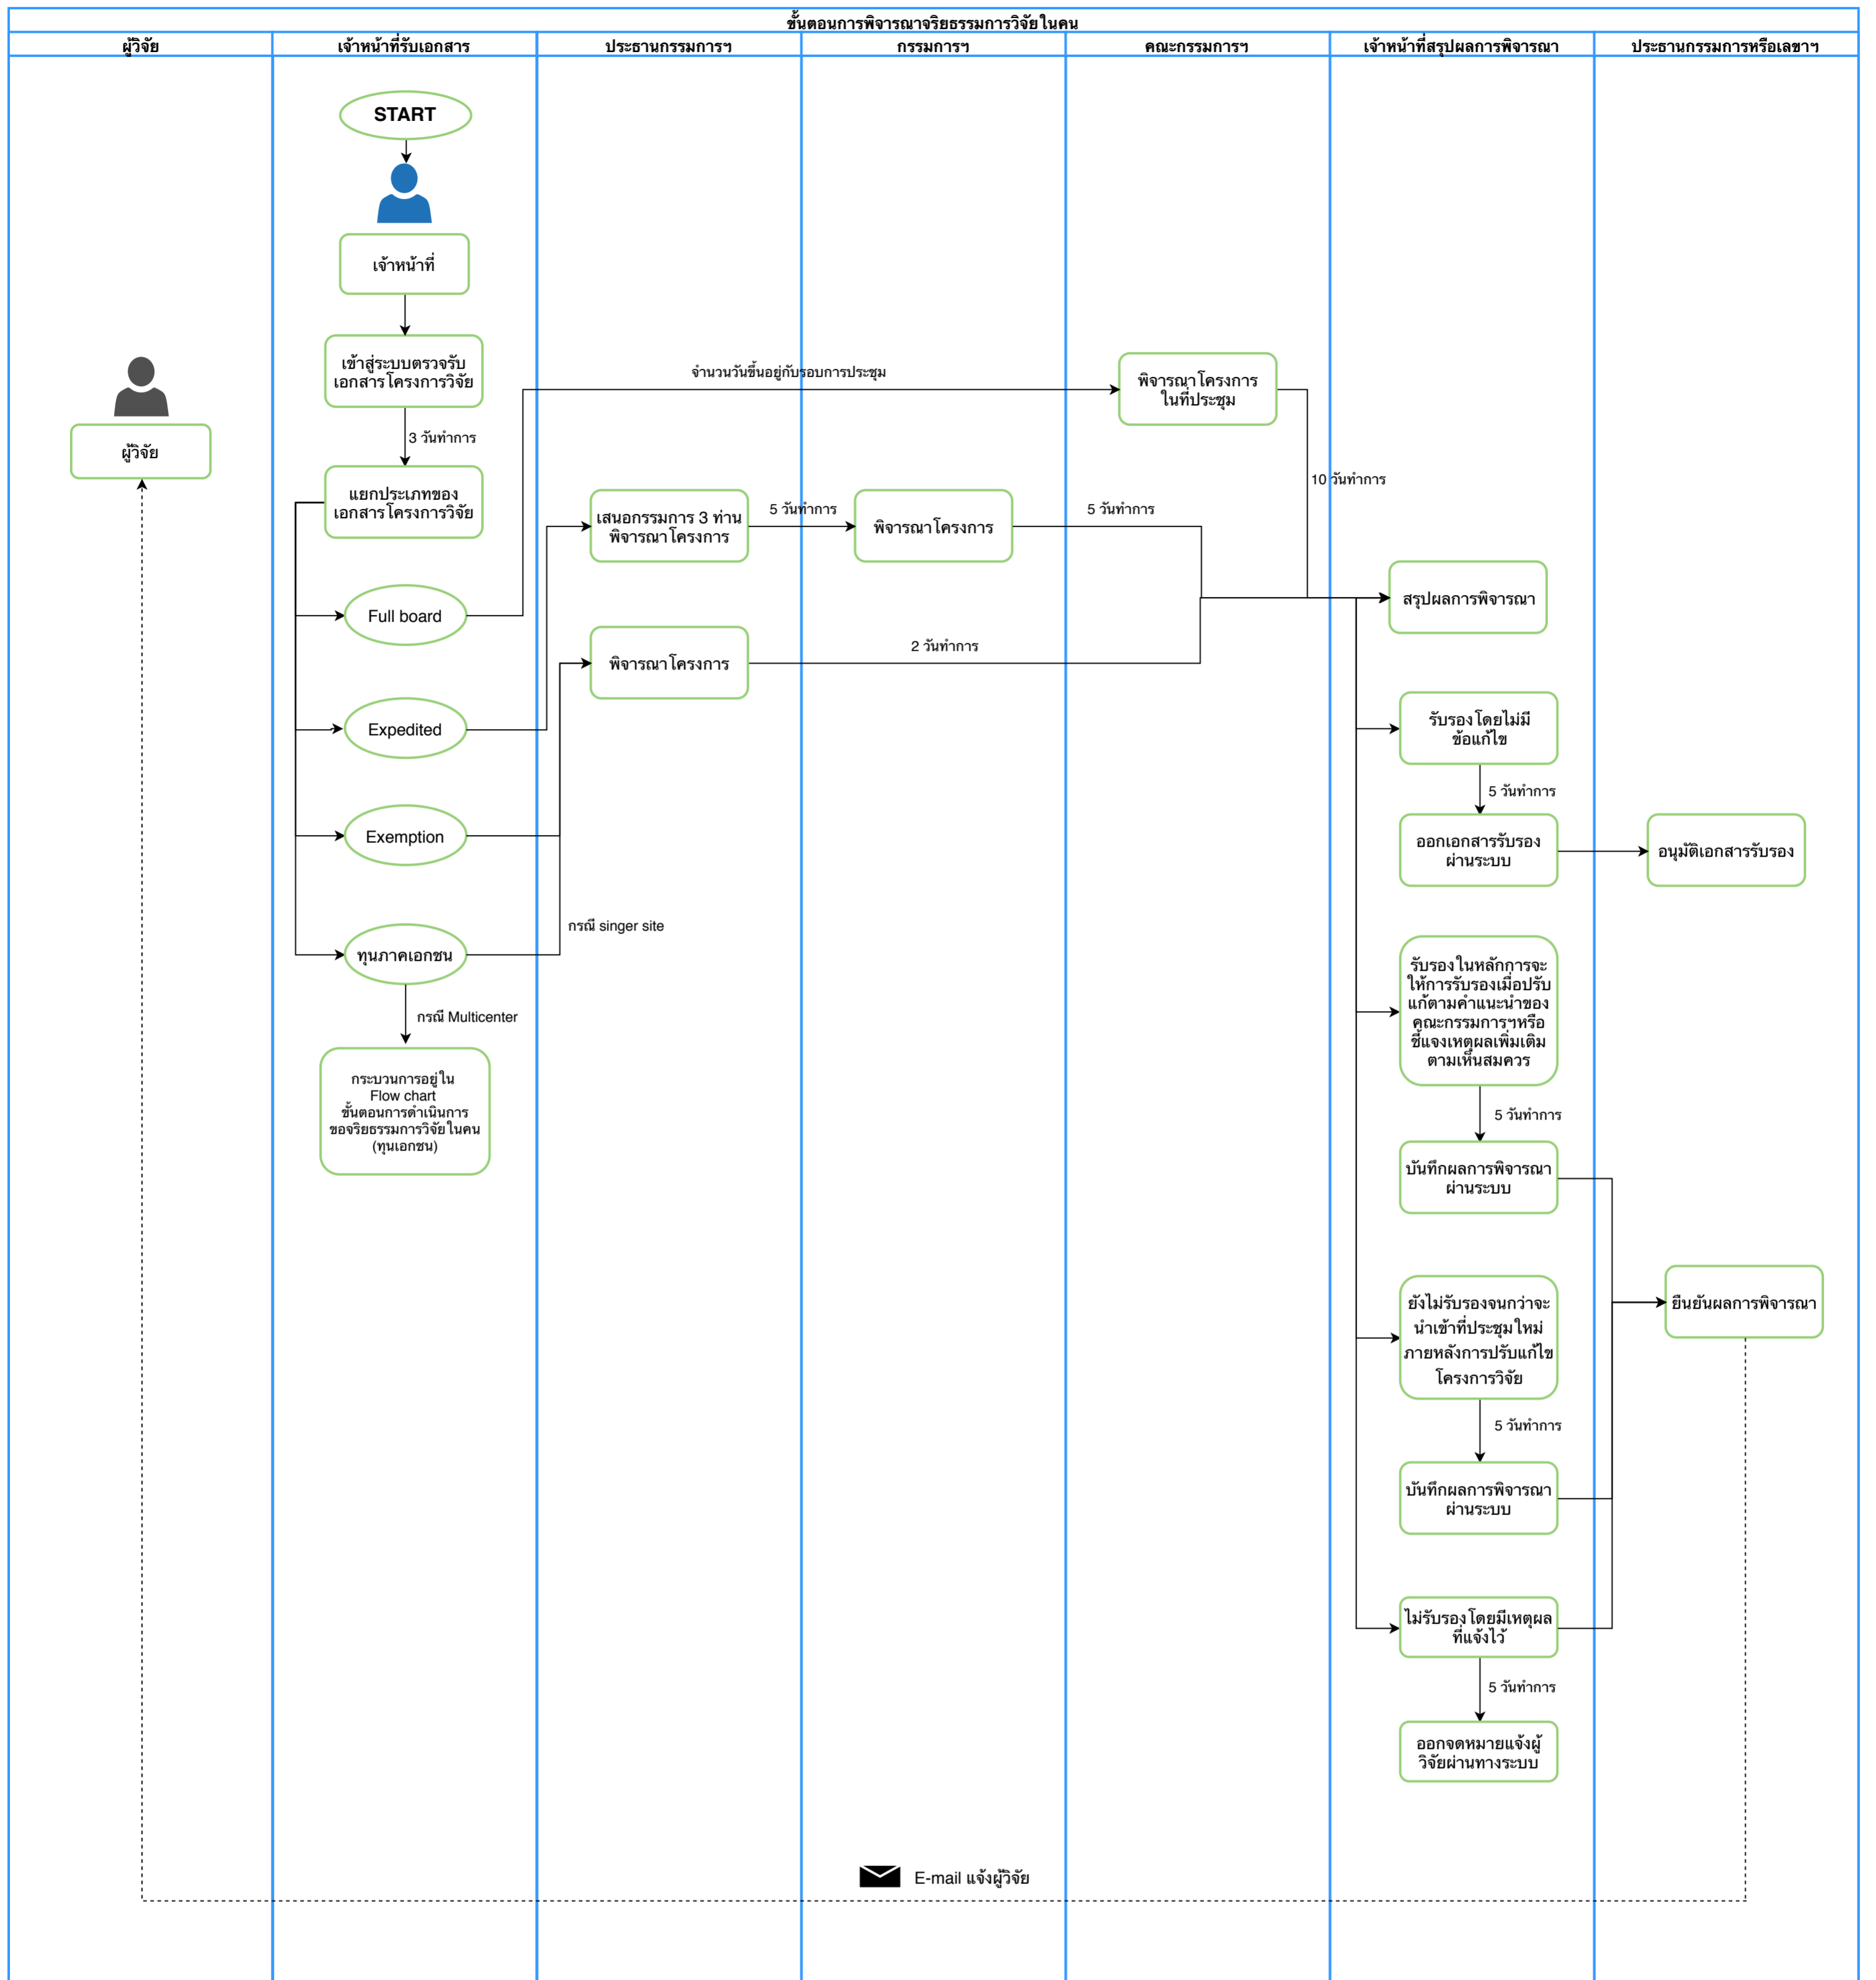 ขั้นตอนการพิจารณาจริยธรรมการวิจัยในคน
ผู้วิจัย
เจ้าหน้าที่รับเอกสาร
ประธานกรรมการฯ
กรรมการฯ
คณะกรรมการฯ
เจ้าหน้าที่สรุปผลการพิจารณา
ประธานกรรมการหรือเลขาฯ
START
เจ้าหน้าที่
เข้าสู่ระบบตรวจรับ
เอกสารโครงการวิจัย
3 วันทำการ
ผู้วิจัย
แยกประเภทของ
เอกสารโครงการวิจัย
จำนวนวันขึ้นอยู่กับรอบการประชุม
พิจารณาโครงการ
ในที่ประชุม
10 วันทำการ
เสนอกรรมการ 3 ท่าน
พิจารณาโครงการ
5 วันทำการ
พิจารณาโครงการ
5 วันทำการ
สรุปผลการพิจารณา
Full board
พิจารณาโครงการ
2 วันทำการ
Expedited
รับรองโดยไม่มี
ข้อแก้ไข
5 วันทำการ
Exemption
ออกเอกสารรับรอง
ผ่านระบบ
อนุมัติเอกสารรับรอง
กรณี singer site
ทุนภาคเอกชน
กรณี Multicenter
รับรองในหลักการจะ
ให้การรับรองเมื่อปรับ
แก้ตามคำแนะนำของ
คณะกรรมการฯหรือ
ชี้แจงเหตุผลเพิ่มเติม
ตามเห็นสมควร
กระบวนการอยู่ใน
Flow chart
ขั้นตอนการดำเนินการ
ขอจริยธรรมการวิจัยในคน
(ทุนเอกชน)
5 วันทำการ
บันทึกผลการพิจารณา
ผ่านระบบ
ยังไม่รับรองจนกว่าจะ
นำเข้าที่ประชุมใหม่
ภายหลังการปรับแก้ไข
โครงการวิจัย
ยืนยันผลการพิจารณา
5 วันทำการ
บันทึกผลการพิจารณา
ผ่านระบบ
ไม่รับรองโดยมีเหตุผล
ที่แจ้งไว้
5 วันทำการ
ออกจดหมายแจ้งผู้
วิจัยผ่านทางระบบ
E-mail แจ้งผู้วิจัย